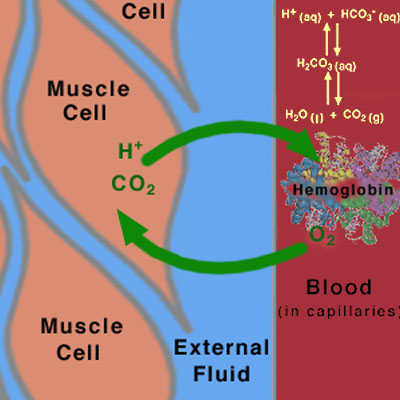 Cell
H⁺ (aq) + HCO₃⁻ (aq)
H₂CO₃ (aq)
H₂O (l) + CO₂ (g)
Muscle
Cell
H⁺
CO₂
Hemoglobin
O₂
Blood
(in capillaries)
Muscle
Cell
External
Fluid